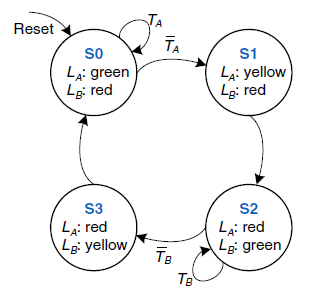 Reset
T_A
T̅_A
S0
L_A: green
L_B: red
S1
L_A: yellow
L_B: red
S3
L_A: red
L_B: yellow
S2
L_A: red
L_B: green
T̅_B
T_B